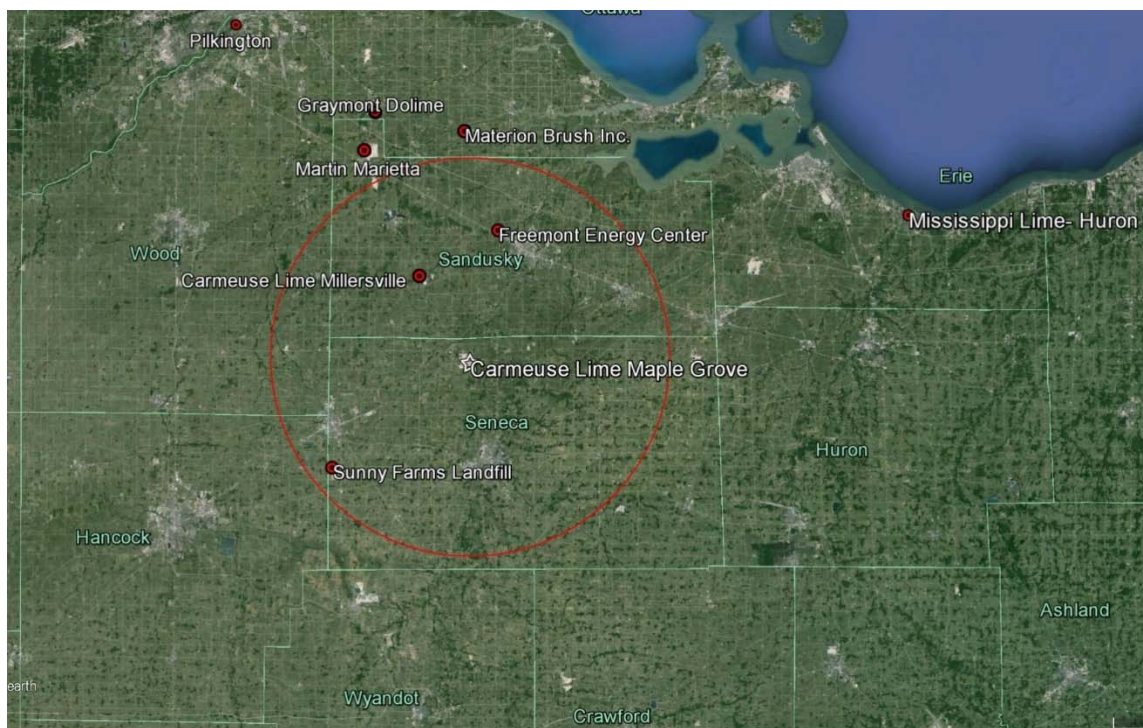 Ottawa
Pilkington
Graymont Dolime
Materion Brush Inc.
Martin Marietta
Erie
Mississippi Lime- Huron
Freemont Energy Center
Wood
Sandusky
Carmeuse Lime Millersville
Carmeuse Lime Maple Grove
Seneca
Huron
Sunny Farms Landfill
Hancock
Ashland
earth
Wyandot
Crawford